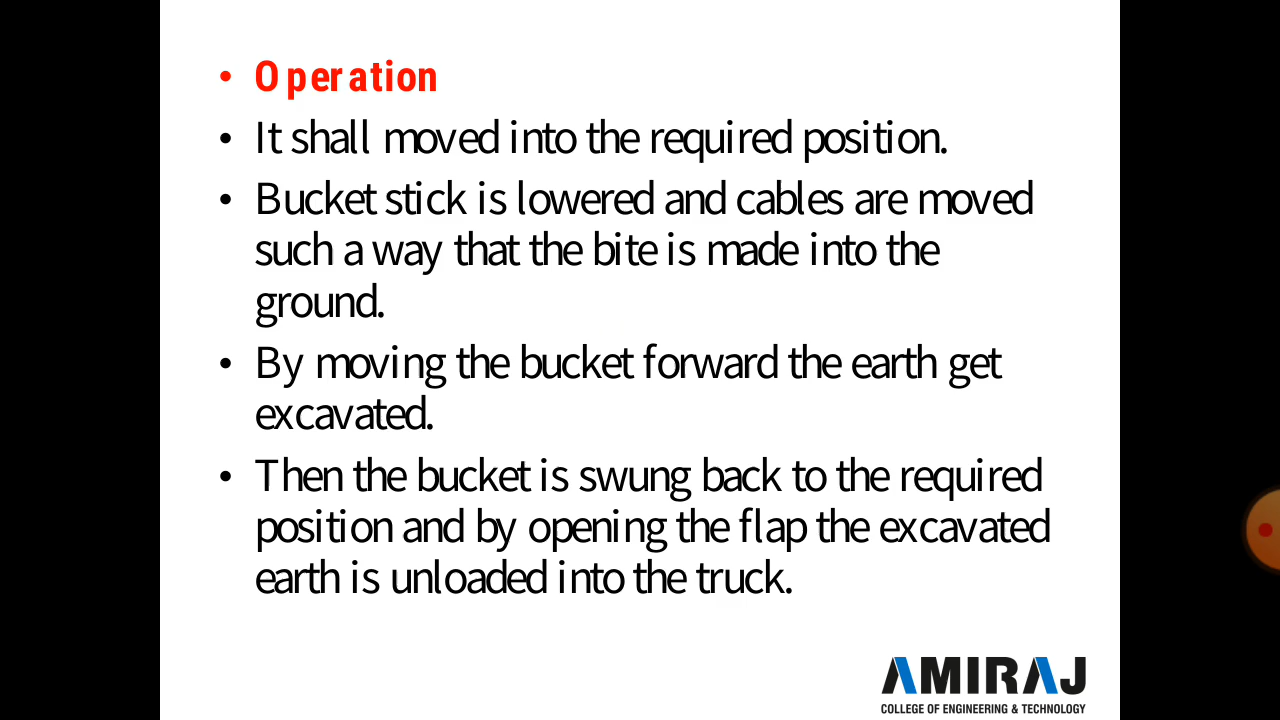 • Operation
• It shall moved into the required position.
• Bucket stick is lowered and cables are moved
such a way that the bite is made into the
ground.
• By moving the bucket forward the earth get
excavated.
• Then the bucket is swung back to the required
position and by opening the flap the excavated
earth is unloaded into the truck.
AMIRAJ
COLLEGE OF ENGINEERING & TECHNOLOGY